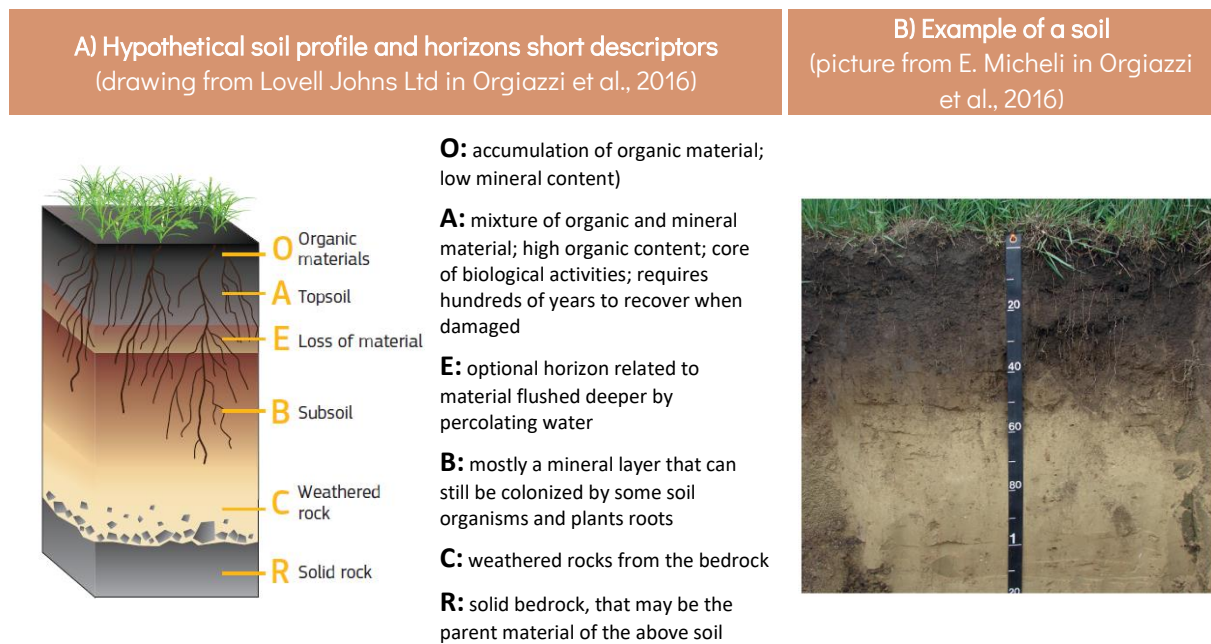 A) Hypothetical soil profile and horizons short descriptors
(drawing from Lovell Johns Ltd in Orgiazzi et al., 2016)
B) Example of a soil
(picture from E. Micheli in Orgiazzi
et al., 2016)
O Organic
materials
A Topsoil
E Loss of material
B Subsoil
C Weathered
rock
R Solid rock
O: accumulation of organic material;
low mineral content)
A: mixture of organic and mineral
material; high organic content; core
of biological activities; requires
hundreds of years to recover when
damaged
E: optional horizon related to
material flushed deeper by
percolating water
B: mostly a mineral layer that can
still be colonized by some soil
organisms and plants roots
C: weathered rocks from the bedrock
R: solid bedrock, that may be the
parent material of the above soil
0
20
40
60
80
1
20